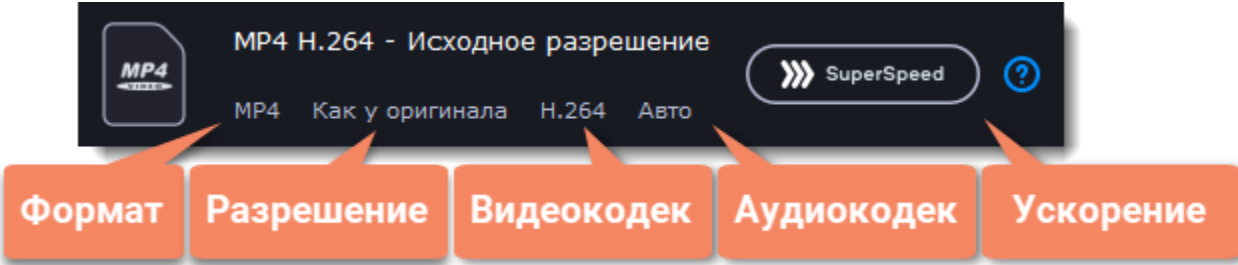 MP4 H.264 - Исходное разрешение
MP4
VIDEO
SuperSpeed
?
MP4 Как у оригинала H.264 Авто
Формат Разрешение Видеокодек Аудиокодек Ускорение